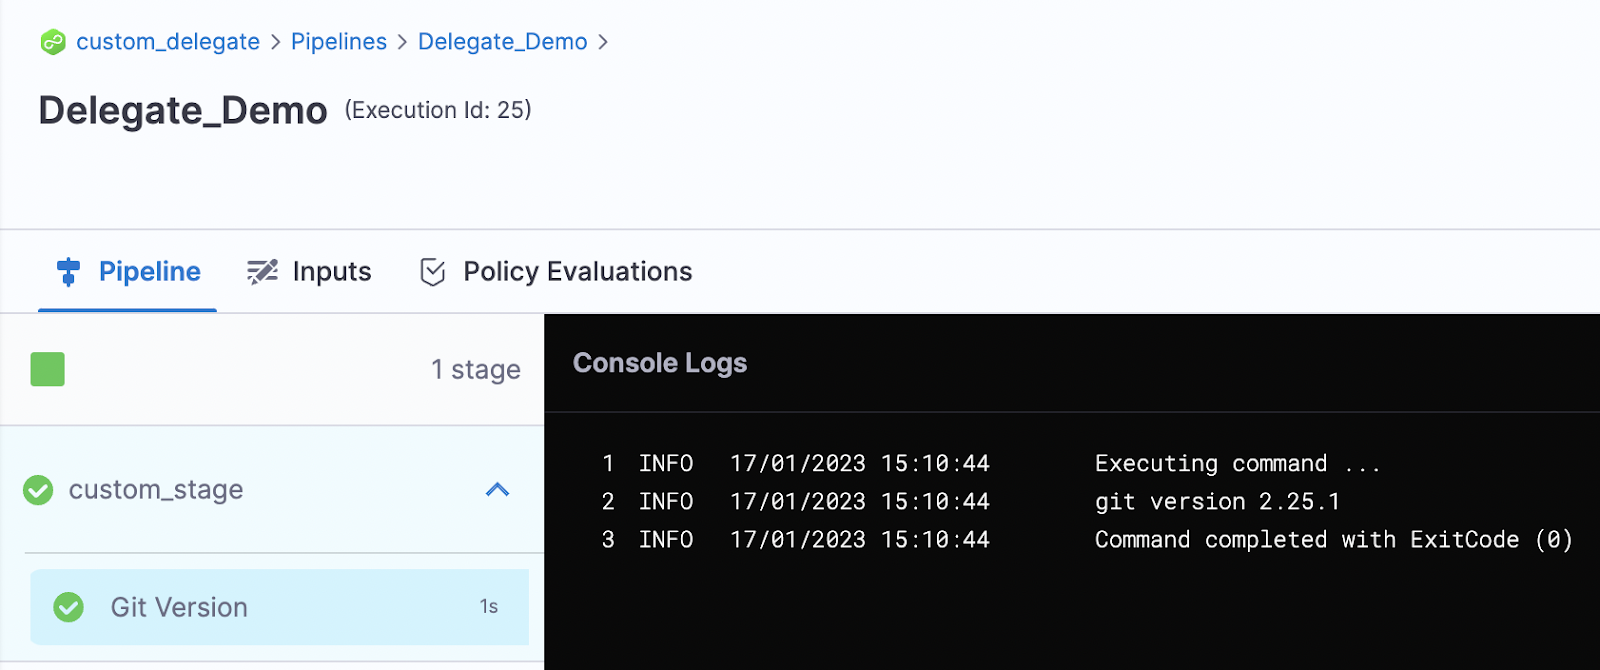 custom_delegate > Pipelines > Delegate_Demo >
Delegate_Demo (Execution Id: 25)
Pipeline Inputs Policy Evaluations
1 stage
custom_stage
Git Version 1s
Console Logs
1 INFO 17/01/2023 15:10:44 Executing command ...
2 INFO 17/01/2023 15:10:44 git version 2.25.1
3 INFO 17/01/2023 15:10:44 Command completed with ExitCode (0)